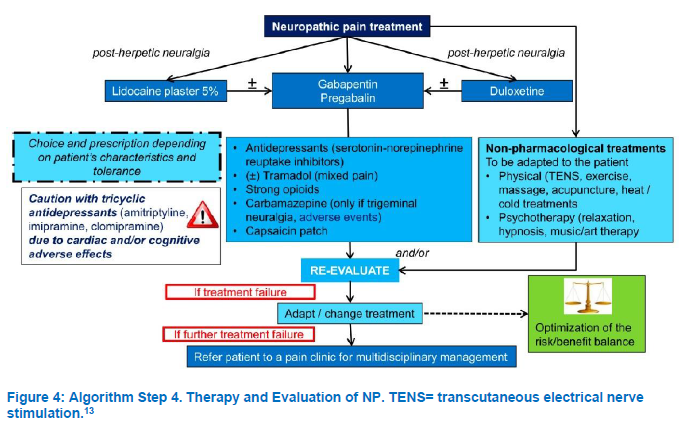 Neuropathic pain treatment
post-herpetic neuralgia
post-herpetic neuralgia
Lidocaine plaster 5%
±
Gabapentin
Pregabalin
±
Duloxetine
Choice and prescription depending
on patient's characteristics and
tolerance
Caution with tricyclic
antidepressants (amitriptyline,
imipramine, clomipramine)
due to cardiac and/or cognitive
adverse effects
• Antidepressants (serotonin-norepinephrine
reuptake inhibitors)
• (±) Tramadol (mixed pain)
• Strong opioids
• Carbamazepine (only if trigeminal
neuralgia, adverse events)
• Capsaicin patch
Non-pharmacological treatments
To be adapted to the patient
• Physical (TENS, exercise,
massage, acupuncture, heat /
cold treatments
• Psychotherapy (relaxation,
hypnosis, music/art therapy
and/or
RE-EVALUATE
If treatment failure
Adapt / change treatment
Optimization of the
risk/benefit balance
If further treatment failure
Refer patient to a pain clinic for multidisciplinary management
Figure 4: Algorithm Step 4. Therapy and Evaluation of NP. TENS= transcutaneous electrical nerve
stimulation.¹³